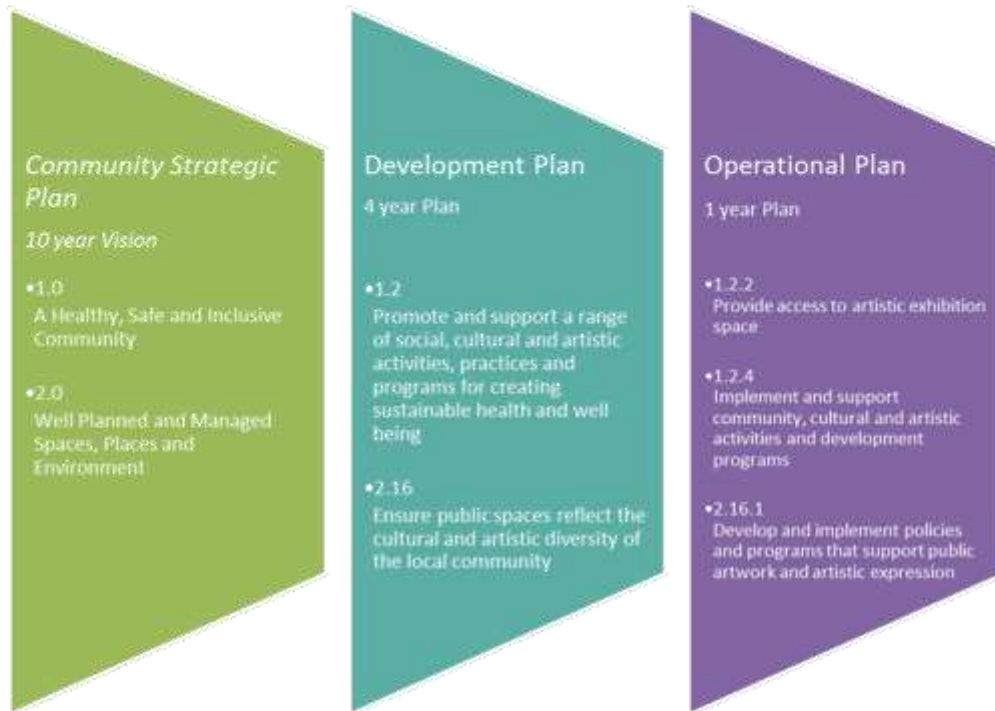 Community Strategic
Plan
10 year Vision
•1.0
A Healthy, Safe and Inclusive
Community
•2.0
Well Planned and Managed
Spaces, Places and
Environment
Development Plan
4 year Plan
•1.2
Promote and support a range
of social, cultural and artistic
activities, practices and
programs for creating
sustainable health and well
being
•2.16
Ensure public spaces reflect the
cultural and artistic diversity of
the local community
Operational Plan
1 year Plan
•1.2.2
Provide access to artistic exhibition
space
•1.2.4
Implement and support
community, cultural and artistic
activities and development
programs
•2.16.1
Develop and implement policies
and programs that support public
artwork and artistic expression